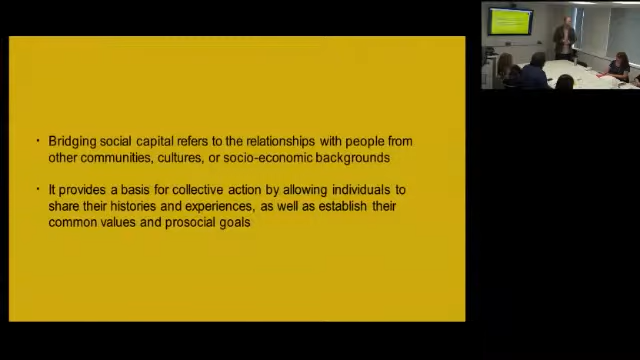 · Bridging social capital refers to the relationships with people from
other communities, cultures, or socio-economic backgrounds
· It provides a basis for collective action by allowing individuals to
share their histories and experiences, as well as establish their
common values and prosocial goals